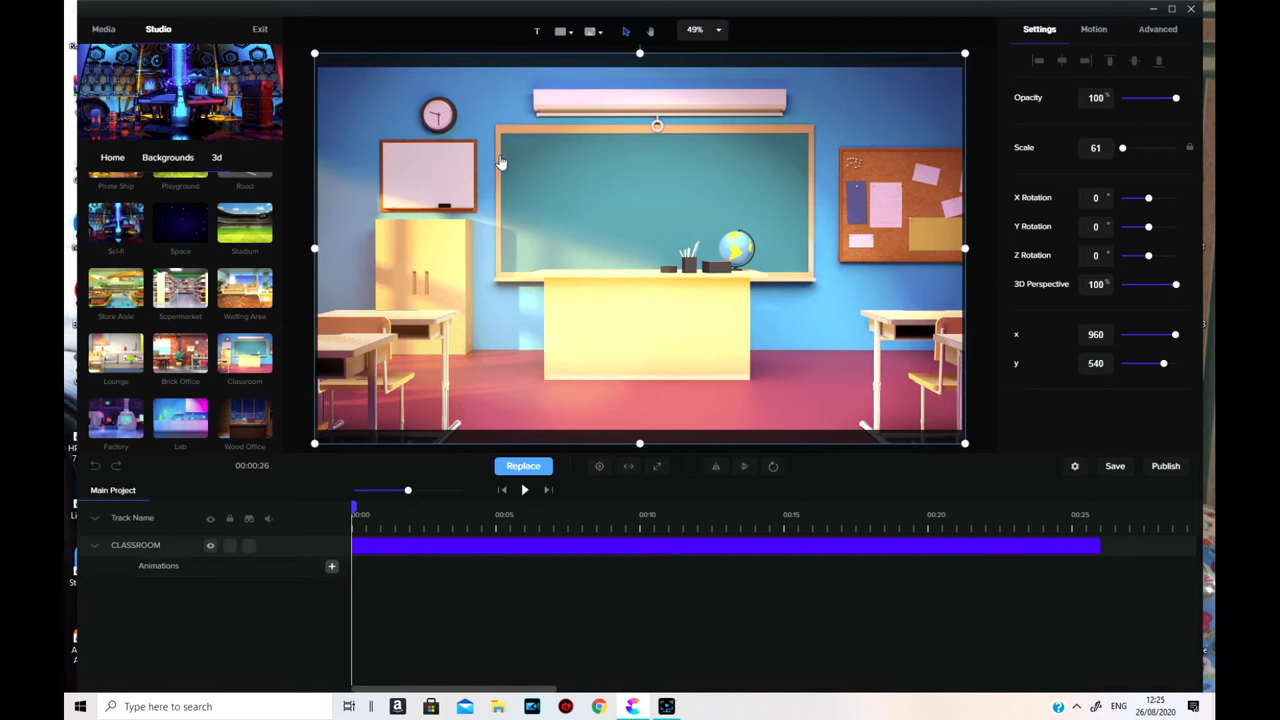 Media Studio Exit
T 49%
Settings Motion Advanced
Home Backgrounds 3d
Pirate Ship Playground Road
Sci-fi Space Stadium
Store Aisle Supermarket Waiting Area
Lounge Brick Office Classroom
Factory Lab Wood Office
Opacity 100 %
Scale 61
X Rotation 0 °
Y Rotation 0 °
Z Rotation 0 °
3D Perspective 100 %
x 960
y 540
00:00:26
Replace
Save Publish
Main Project
Track Name
00:00 00:05 00:10 00:15 00:20 00:25
CLASSROOM
Animations +
Type here to search
ENG
12:25
26/08/2020